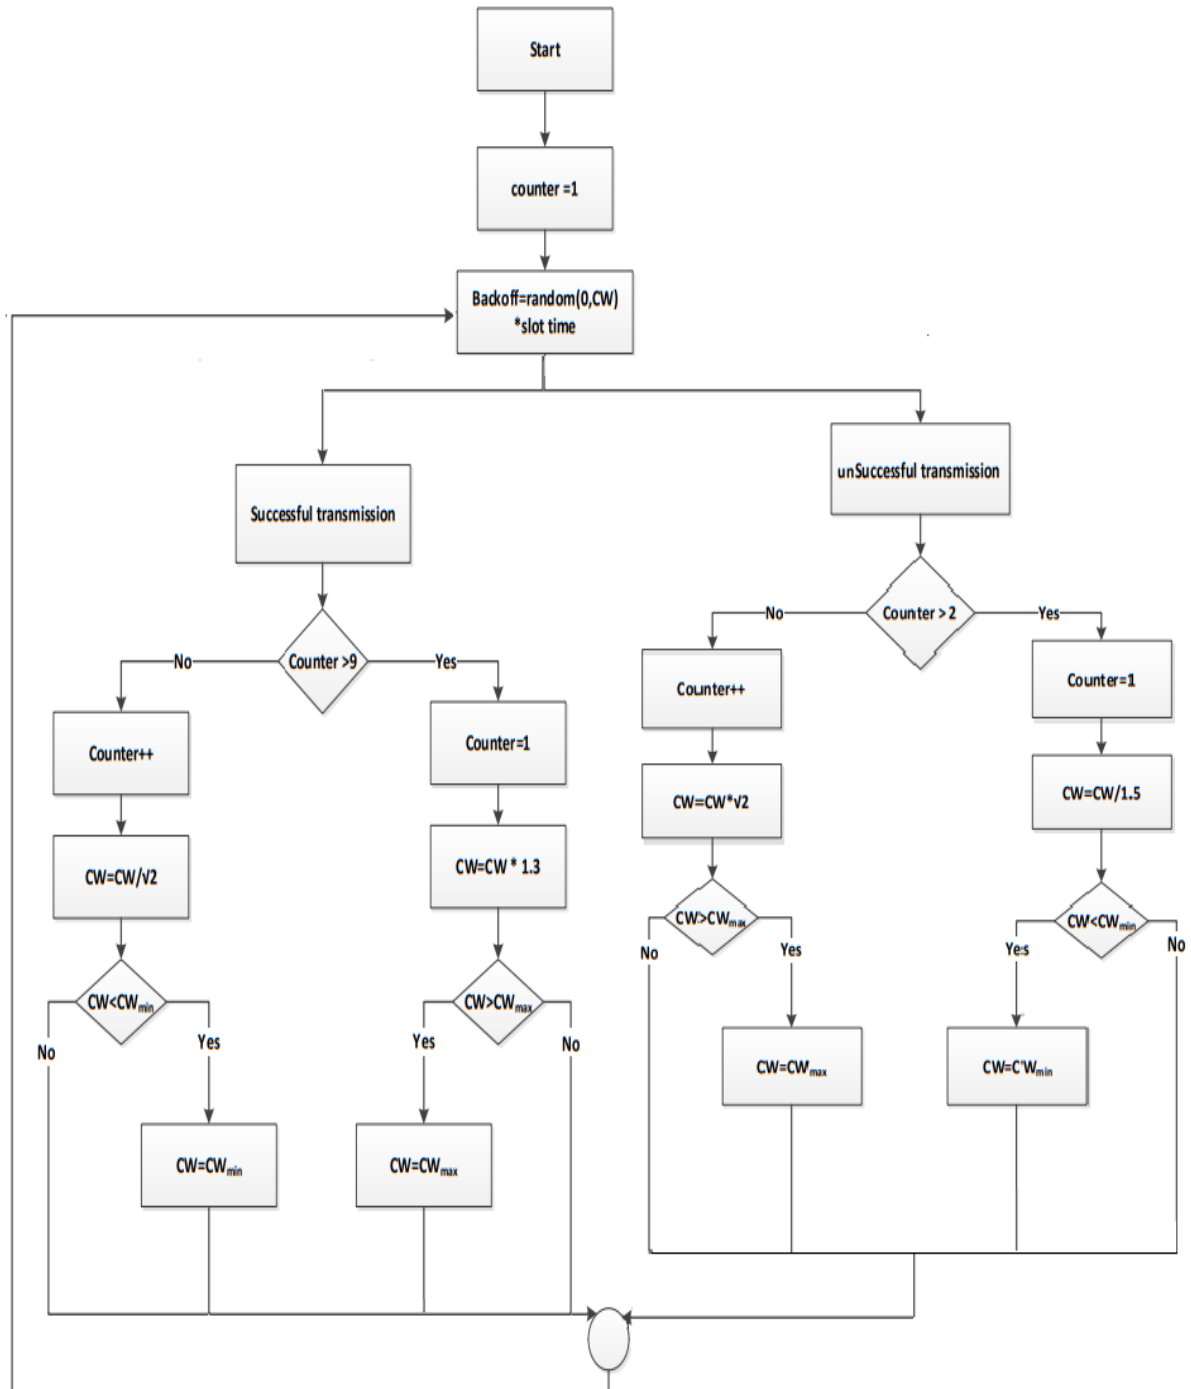 Start
counter =1
Backoff=random(0,CW)
*slot time
Successful transmission
unSuccessful transmission
Counter >9
No
Yes
Counter++
CW=CW/√2
CW<CWmin
No
Yes
CW=CWmin
Counter=1
CW=CW * 1.3
CW>CWmax
Yes
No
CW=CWmax
Counter > 2
No
Yes
Counter++
CW=CW*√2
CW>CWmax
No
Yes
CW=CWmax
Counter=1
CW=CW/1.5
CW<CWmin
Yes
No
CW=CWmin